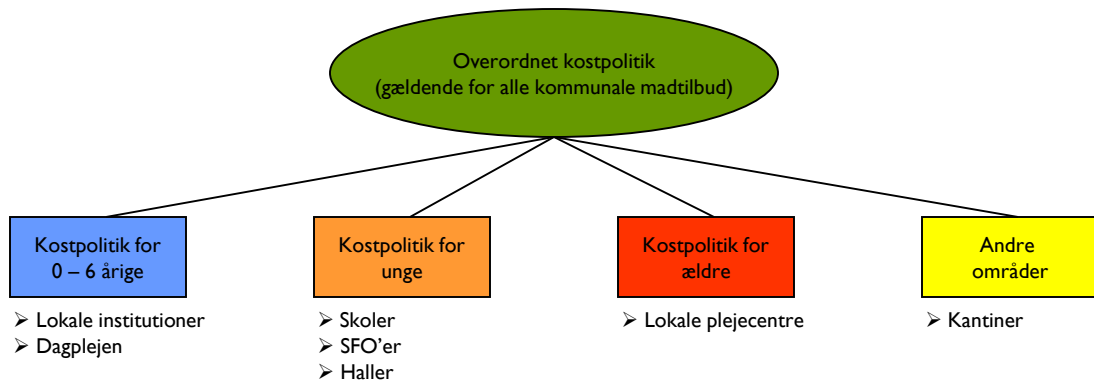 Overordnet kostpolitik
(gældende for alle kommunale madtilbud)
Kostpolitik for
0 – 6 årige
➢ Lokale institutioner
➢ Dagplejen
Kostpolitik for
unge
➢ Skoler
➢ SFO’er
➢ Haller
Kostpolitik for
ældre
➢ Lokale plejecentre
Andre
områder
➢ Kantiner